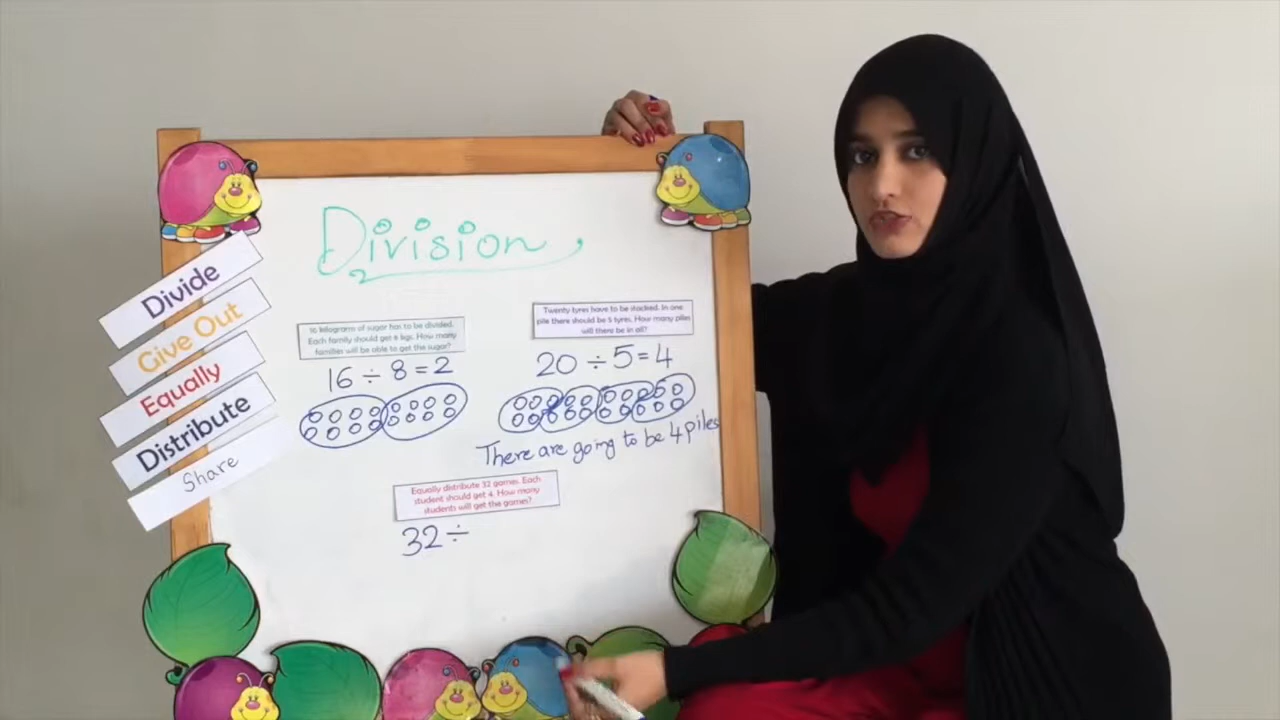 Division
Divide
Give Out
Equally
Distribute
Share
16 kilograms of sugar has to be divided.
Each family should get 8 kgs. How many
families will be able to get the sugar?
16 ÷ 8 = 2
Twenty tyres have to be stacked. In one
pile there should be 5 tyres. How many piles
will there be in all?
20 ÷ 5 = 4
There are going to be 4 piles
Equally distribute 32 games. Each
student should get 4. How many
students will get the games?
32 ÷